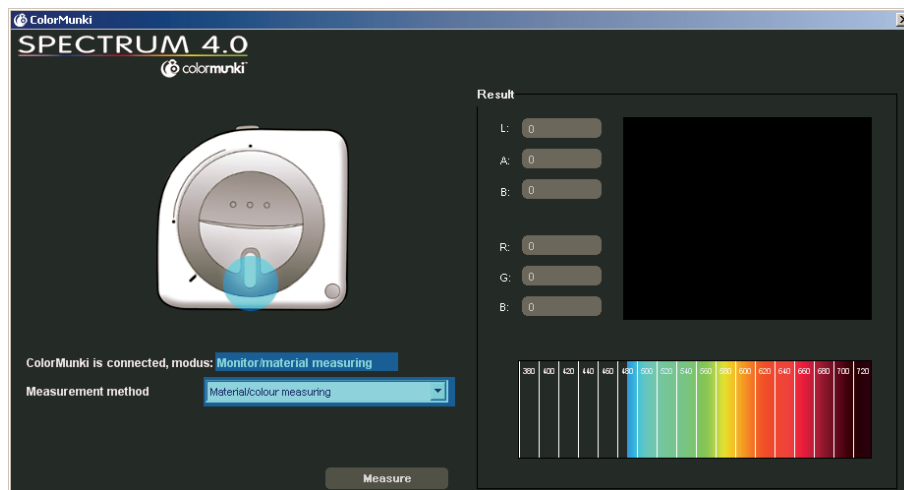 ColorMunki
SPECTRUM 4.0
colormunki
ColorMunki is connected, modus: Monitor/material measuring
Measurement method Material/colour measuring
Measure
Result
L: 0
A: 0
B: 0
R: 0
G: 0
B: 0
380 400 420 440 460 480 500 520 540 560 580 600 620 640 660 680 700 720